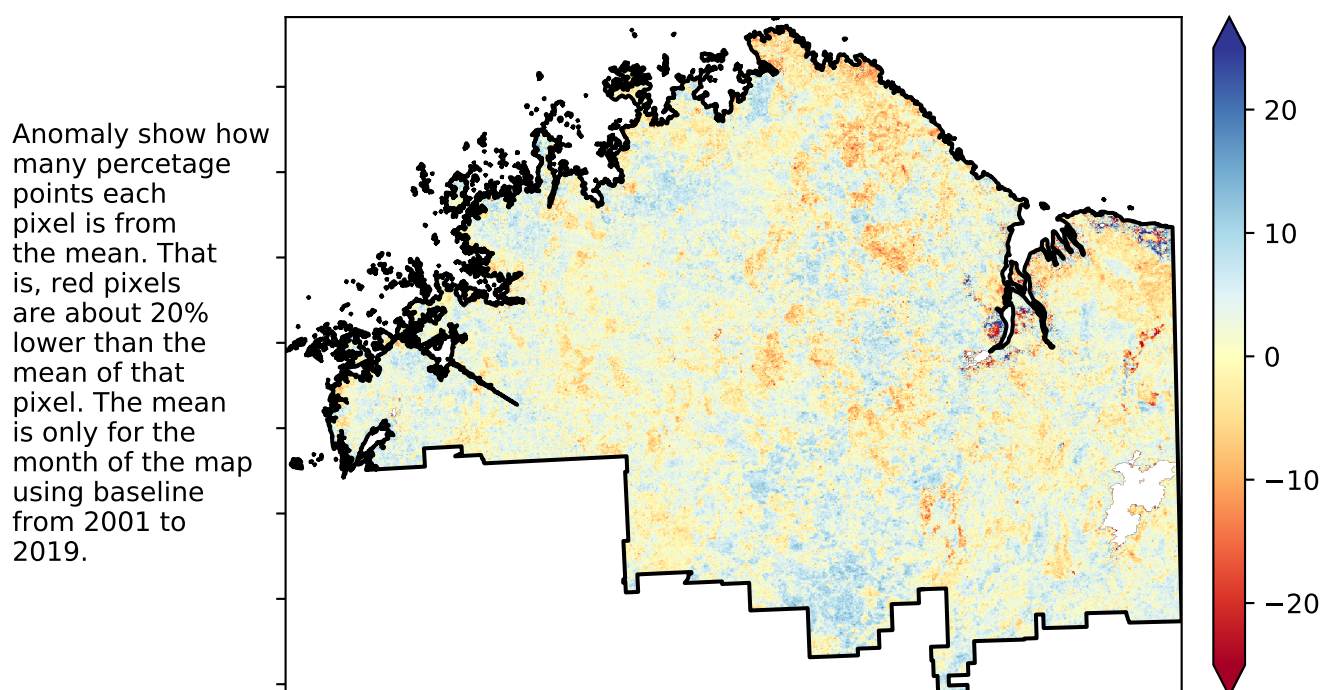 Anomaly show how
many percetage
points each
pixel is from
the mean. That
is, red pixels
are about 20%
lower than the
mean of that
pixel. The mean
is only for the
month of the map
using baseline
from 2001 to
2019.
20
10
0
−10
−20